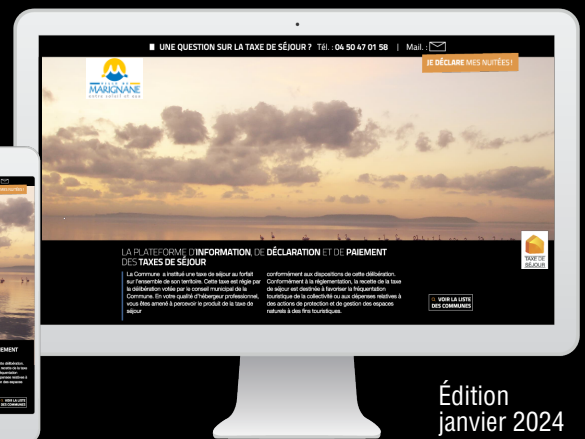 UNE QUESTION SUR LA TAXE DE SÉJOUR ? Tél. : 04 50 47 01 58 | Mail. :
JE DÉCLARE MES NUITÉES !
VILLE DE
MARIGNANE
LA PLATEFORME D'INFORMATION, DE DÉCLARATION ET DE PAIEMENT
DES TAXES DE SÉJOUR
La Commune a institué une taxe de séjour au forfait
sur l'ensemble de son territoire. Cette taxe est régie par
la délibération votée par le conseil municipal de la
Commune. En votre qualité d'hébergeur professionnel,
vous êtes amené à percevoir le produit de la taxe de
séjour
conformément aux dispositions de cette délibération.
Conformément à la réglementation, la recette de la taxe
de séjour est destinée à favoriser la fréquentation
touristique de la collectivité ou aux dépenses relatives à
des actions de protection et de gestion des espaces
naturels à des fins touristiques.
TAXE DE
SÉJOUR
VOIR LA LISTE
DES COMMUNES
Édition
janvier 2024